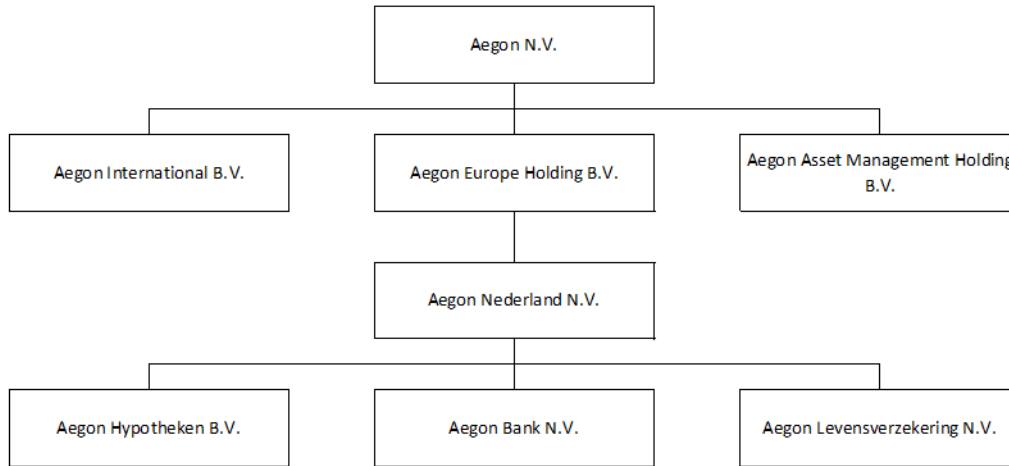 Aegon N.V.
Aegon International B.V.
Aegon Europe Holding B.V.
Aegon Asset Management Holding
B.V.
Aegon Nederland N.V.
Aegon Hypotheken B.V.
Aegon Bank N.V.
Aegon Levensverzekering N.V.